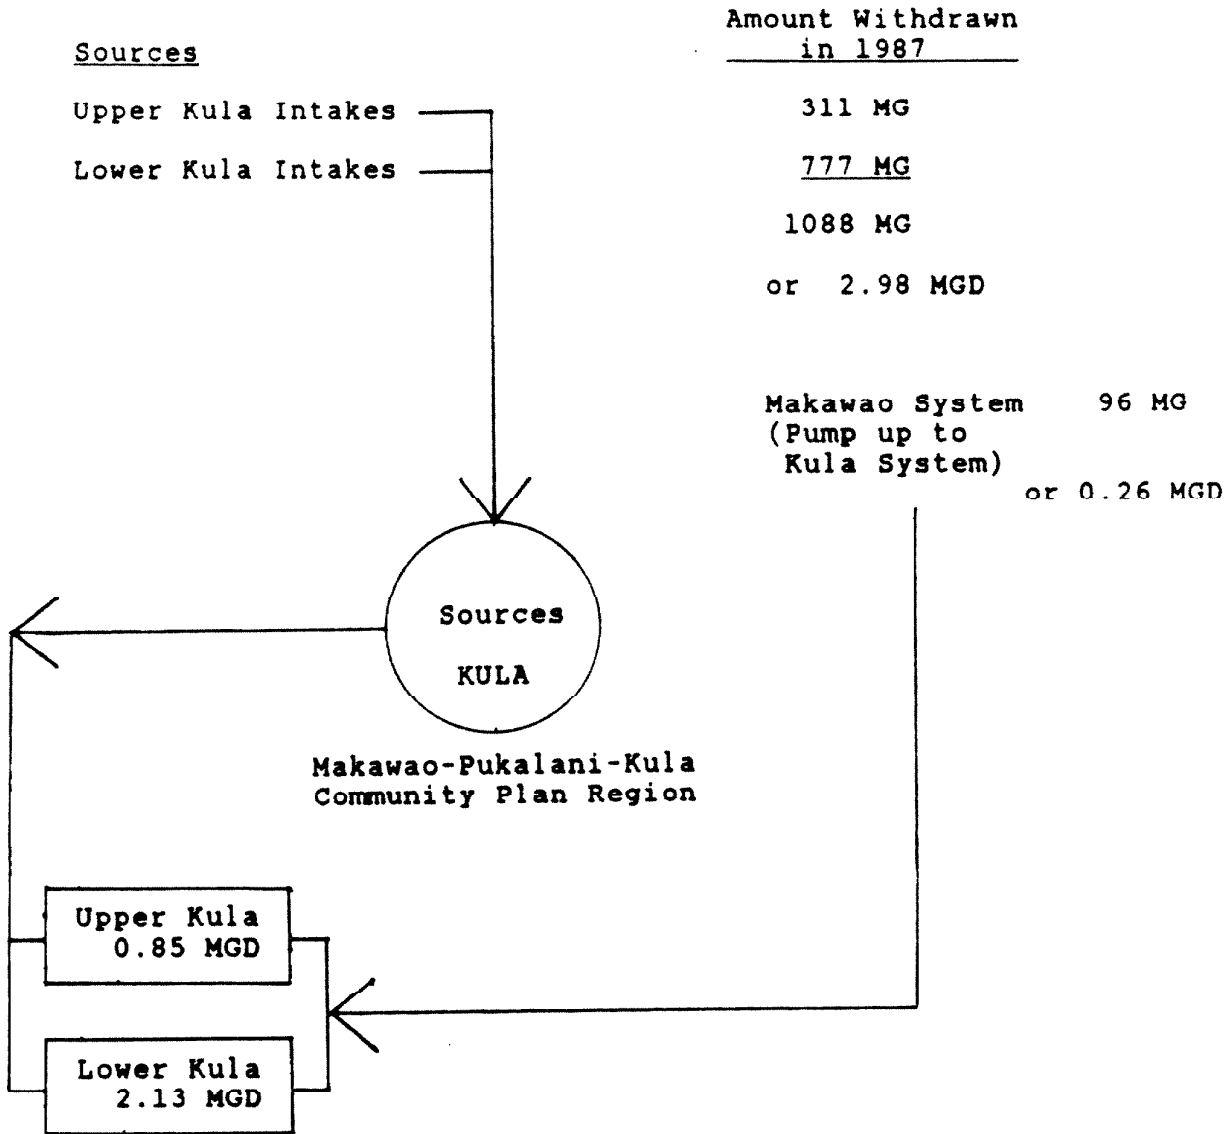 Amount Withdrawn
in 1987
Sources
Upper Kula Intakes
311 MG
Lower Kula Intakes
777 MG
1088 MG
or 2.98 MGD
Makawao System 96 MG
(Pump up to
Kula System)
or 0.26 MGD
Sources
KULA
Makawao-Pukalani-Kula
Community Plan Region
Upper Kula
0.85 MGD
Lower Kula
2.13 MGD